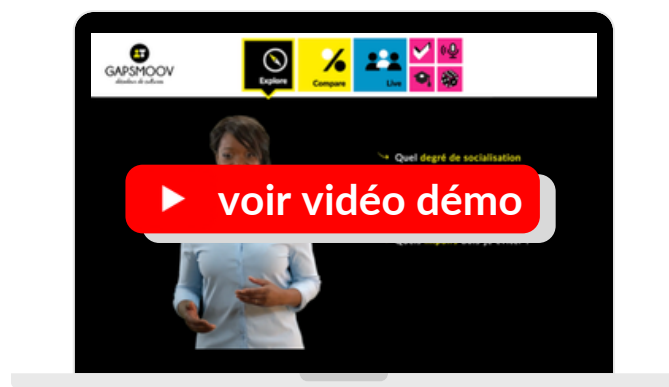 GAPSMOOV
Explore
Compare
Live
Quel degré de socialisation
voir vidéo démo